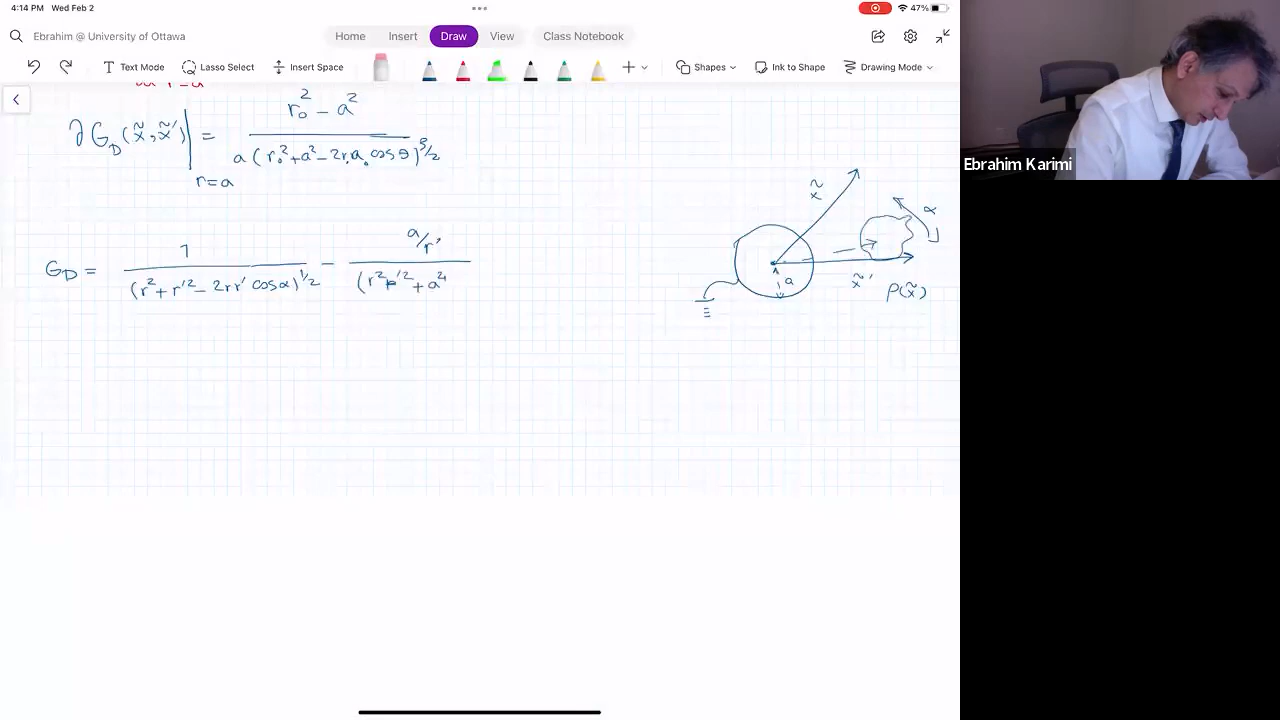 4:14 PM Wed Feb 2
47%
Ebrahim @ University of Ottawa
Home Insert Draw View Class Notebook
Text Mode Lasso Select Insert Space Shapes Ink to Shape Drawing Mode
Ebrahim Karimi
∂G_D(x̃, x̃')|_{r=a} = (r₀² − a²) / (a(r₀² + a² − 2r₀a cos θ)^{3/2})
G_D = 1 / (r² + r'² − 2rr' cos α)^{1/2} − (a/r') / (r²r'² + a⁴
x̃
α
a
x̃'
ρ(x̃)